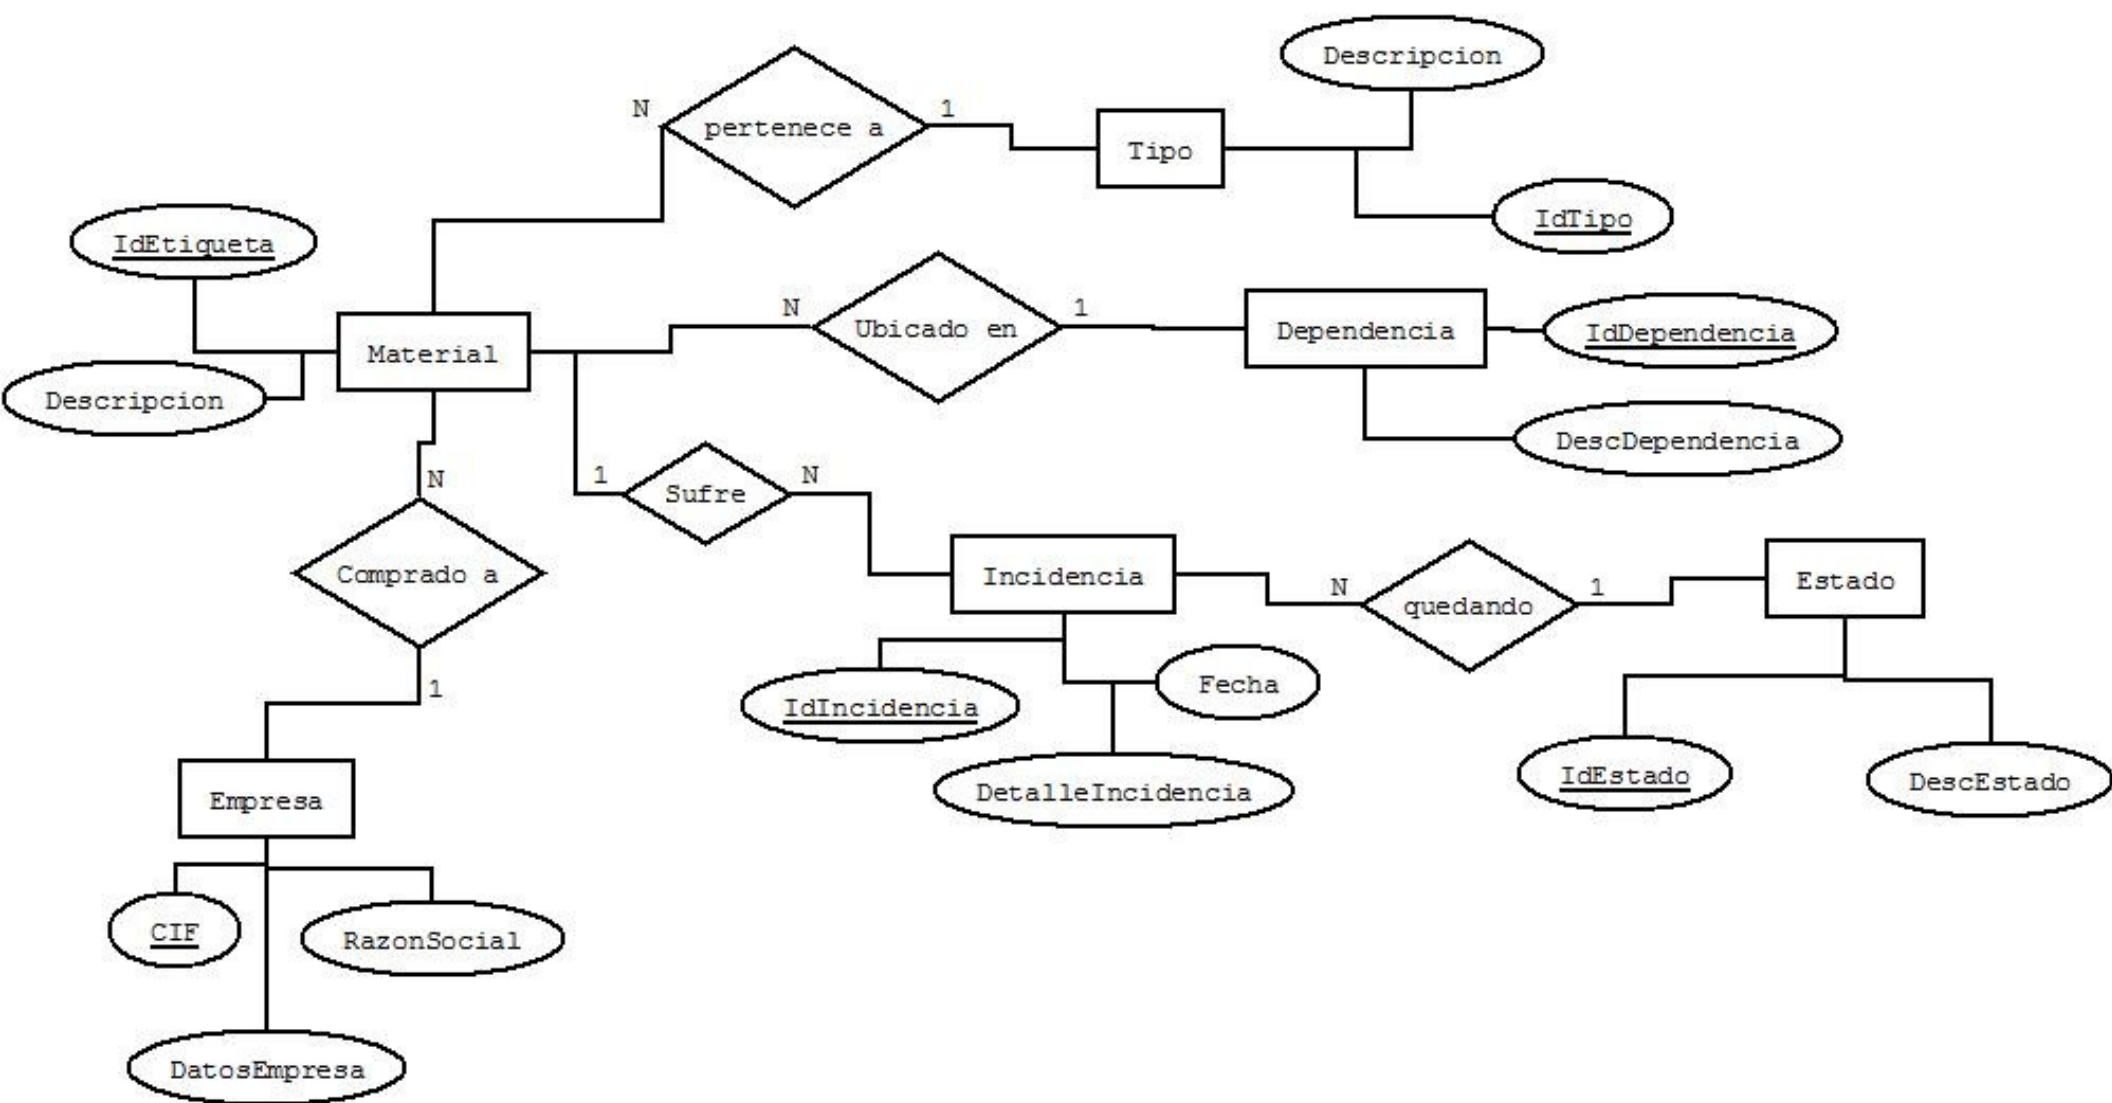 Descripcion
N
1
pertenece a
Tipo
IdTipo
IdEtiqueta
N
1
Ubicado en
Dependencia
IdDependencia
Material
Descripcion
DescDependencia
N
1
Sufre
N
Comprado a
Incidencia
N
quedando
1
Estado
1
IdIncidencia
Fecha
DetalleIncidencia
IdEstado
DescEstado
Empresa
CIF
RazonSocial
DatosEmpresa